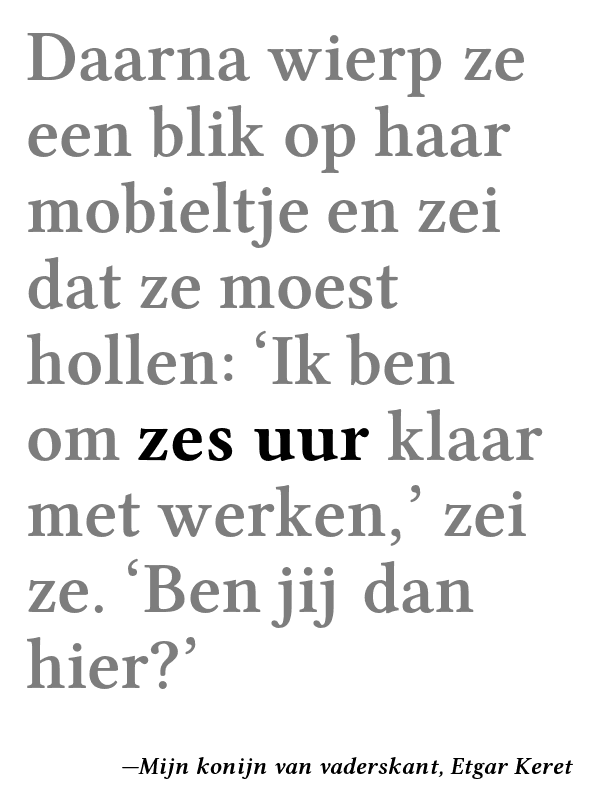 Daarna wierp ze
een blik op haar
mobieltje en zei
dat ze moest
hollen: ‘Ik ben
om zes uur klaar
met werken,’ zei
ze. ‘Ben jij dan
hier?’
—Mijn konijn van vaderskant, Etgar Keret